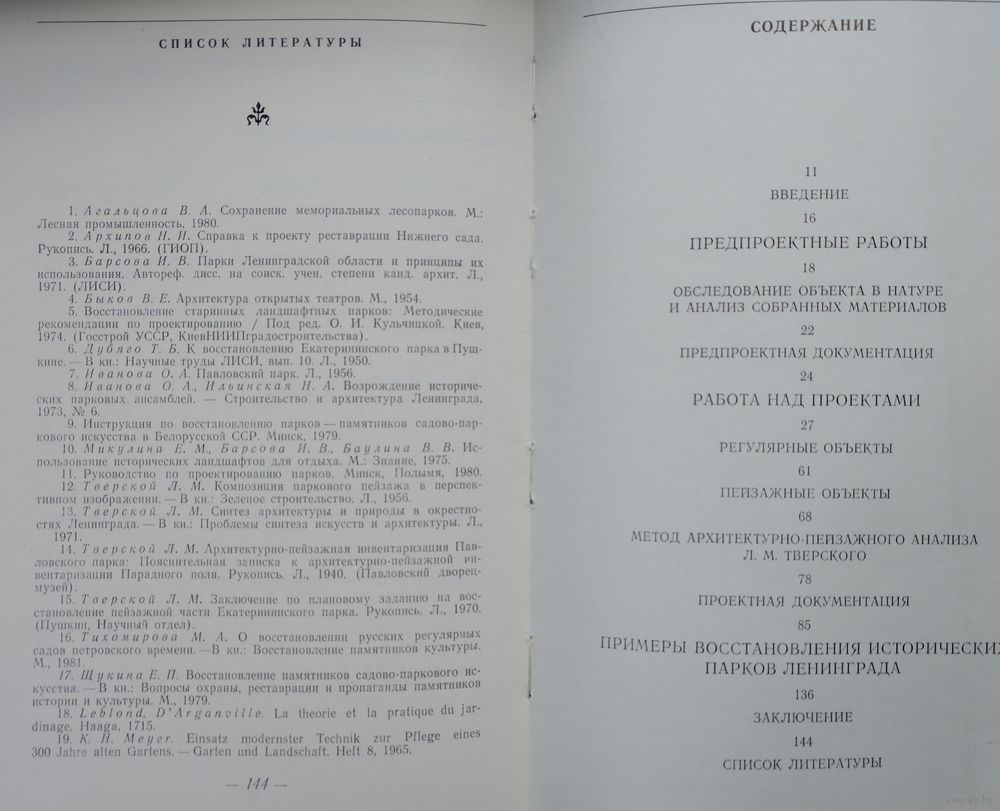 СПИСОК ЛИТЕРАТУРЫ
1. Агальцова В. А. Сохранение мемориальных лесопарков. М.:
Лесная промышленность, 1980.
2. Архипов Н. И. Справка к проекту реставрации Нижнего сада.
Рукопись. Л., 1966. (ГИОП).
3. Барсова И. В. Парки Ленинградской области и принципы их
использования. Автореф. дисс. на соиск. учен. степени канд. архит. Л.,
1971. (ЛИСИ).
4. Быков В. Е. Архитектура открытых театров. М., 1954.
5. Восстановление старинных ландшафтных парков: Методические
рекомендации по проектированию / Под ред. О. И. Кульчицкой. Киев,
1974. (Госстрой УССР, КиевНИИПградостроительства).
6. Дубяго Т. Б. К восстановлению Екатерининского парка в Пуш-
кине. — В кн.: Научные труды ЛИСИ, вып. 10. Л., 1950.
7. Иванова О. А. Павловский парк. Л., 1956.
8. Иванова О. А., Ильинская Н. А. Возрождение историче-
ских парковых ансамблей. — Строительство и архитектура Ленинграда,
1973, № 6.
9. Инструкция по восстановлению парков — памятников садово-пар-
кового искусства в Белорусской ССР. Минск, 1979.
10. Микулина Е. М., Барсова И. В., Баулина В. В. Ис-
пользование исторических ландшафтов для отдыха. М.: Знание, 1975.
11. Руководство по проектированию парков. Минск, Полымя, 1980.
12. Тверской Л. М. Композиция паркового пейзажа в перспек-
тивном изображении. — В кн.: Зеленое строительство. Л., 1956.
13. Тверской Л. М. Синтез архитектуры и природы в окрестно-
стях Ленинграда. — В кн.: Проблемы синтеза искусств и архитектуры. Л.,
1971.
14. Тверской Л. М. Архитектурно-пейзажная инвентаризация Пав-
ловского парка: Пояснительная записка к архитектурно-пейзажной ин-
вентаризации Парадного поля. Рукопись. Л., 1940. (Павловский дворец-
музей).
15. Тверской Л. М. Заключение по плановому заданию на вос-
становление пейзажной части Екатерининского парка. Рукопись. Л., 1970.
(Пушкин, Научный отдел).
16. Тихомирова М. А. О восстановлении русских регулярных
садов петровского времени. — В кн.: Восстановление памятников культуры.
М., 1981.
17. Щукина Е. П. Восстановление памятников садово-паркового ис-
кусства. — В кн.: Вопросы охраны, реставрации и пропаганды памятников
истории и культуры. М., 1979.
18. Leblond, D'Arganville. La theorie et la pratique du jar-
dinage. Haaga, 1715.
19. K. H. Meyer. Einsatz modernster Technik zur Pflege eines
300 Jahre alten Gartens. — Garten und Landschaft. Heft 8, 1965.
— 144 —
СОДЕРЖАНИЕ
11
ВВЕДЕНИЕ
16
ПРЕДПРОЕКТНЫЕ РАБОТЫ
18
ОБСЛЕДОВАНИЕ ОБЪЕКТА В НАТУРЕ
И АНАЛИЗ СОБРАННЫХ МАТЕРИАЛОВ
22
ПРЕДПРОЕКТНАЯ ДОКУМЕНТАЦИЯ
24
РАБОТА НАД ПРОЕКТАМИ
27
РЕГУЛЯРНЫЕ ОБЪЕКТЫ
61
ПЕЙЗАЖНЫЕ ОБЪЕКТЫ
68
МЕТОД АРХИТЕКТУРНО-ПЕЙЗАЖНОГО АНАЛИЗА
Л. М. ТВЕРСКОГО
78
ПРОЕКТНАЯ ДОКУМЕНТАЦИЯ
85
ПРИМЕРЫ ВОССТАНОВЛЕНИЯ ИСТОРИЧЕСКИХ
ПАРКОВ ЛЕНИНГРАДА
136
ЗАКЛЮЧЕНИЕ
144
СПИСОК ЛИТЕРАТУРЫ